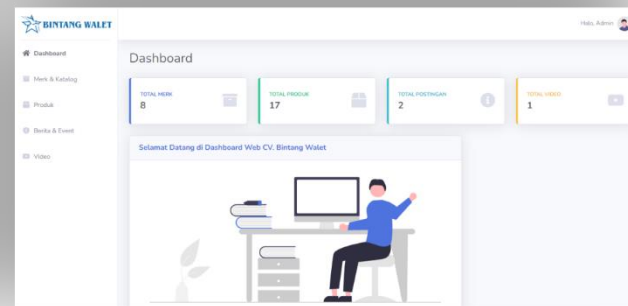 BINTANG WALET
Halo, Admin
Dashboard
Merk & Katalog
Produk
Berita & Event
Video
Dashboard
TOTAL MERK
8
TOTAL PRODUK
17
TOTAL POSTINGAN
2
TOTAL VIDEO
1
Selamat Datang di Dashboard Web CV. Bintang Walet